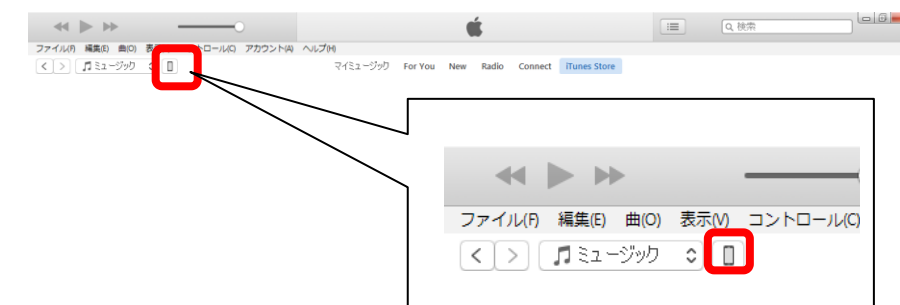 検索
ファイル(F) 編集(E) 曲(O) 表 ロール(C) アカウント(A) ヘルプ(H)
ミュージック
マイミュージック For You New Radio Connect iTunes Store
ファイル(F) 編集(E) 曲(O) 表示(V) コントロール(C)
ミュージック